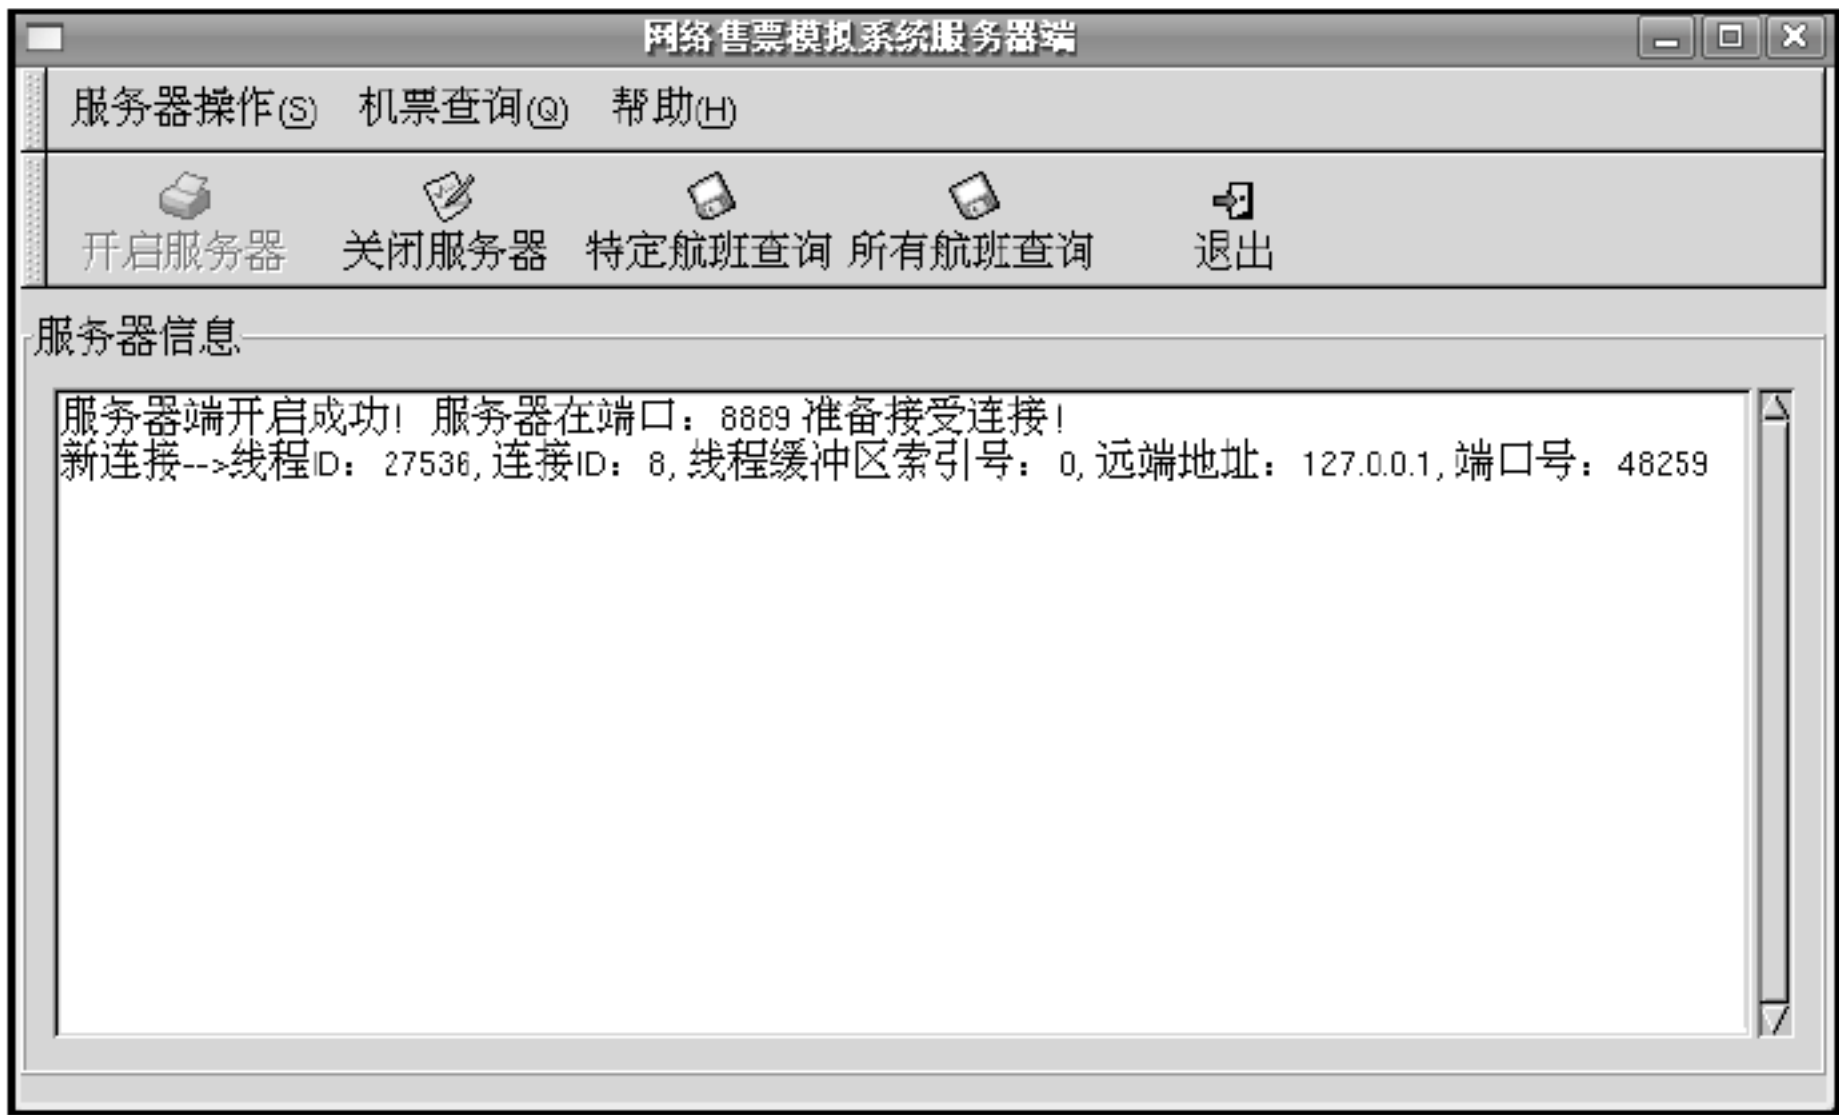 网络售票模拟系统服务器端
服务器操作(S) 机票查询(Q) 帮助(H)
开启服务器 关闭服务器 特定航班查询 所有航班查询 退出
服务器信息
服务器端开启成功! 服务器在端口：8889 准备接受连接!
新连接-->线程ID：27536, 连接ID：8, 线程缓冲区索引号：0, 远端地址：127.0.0.1, 端口号：48259